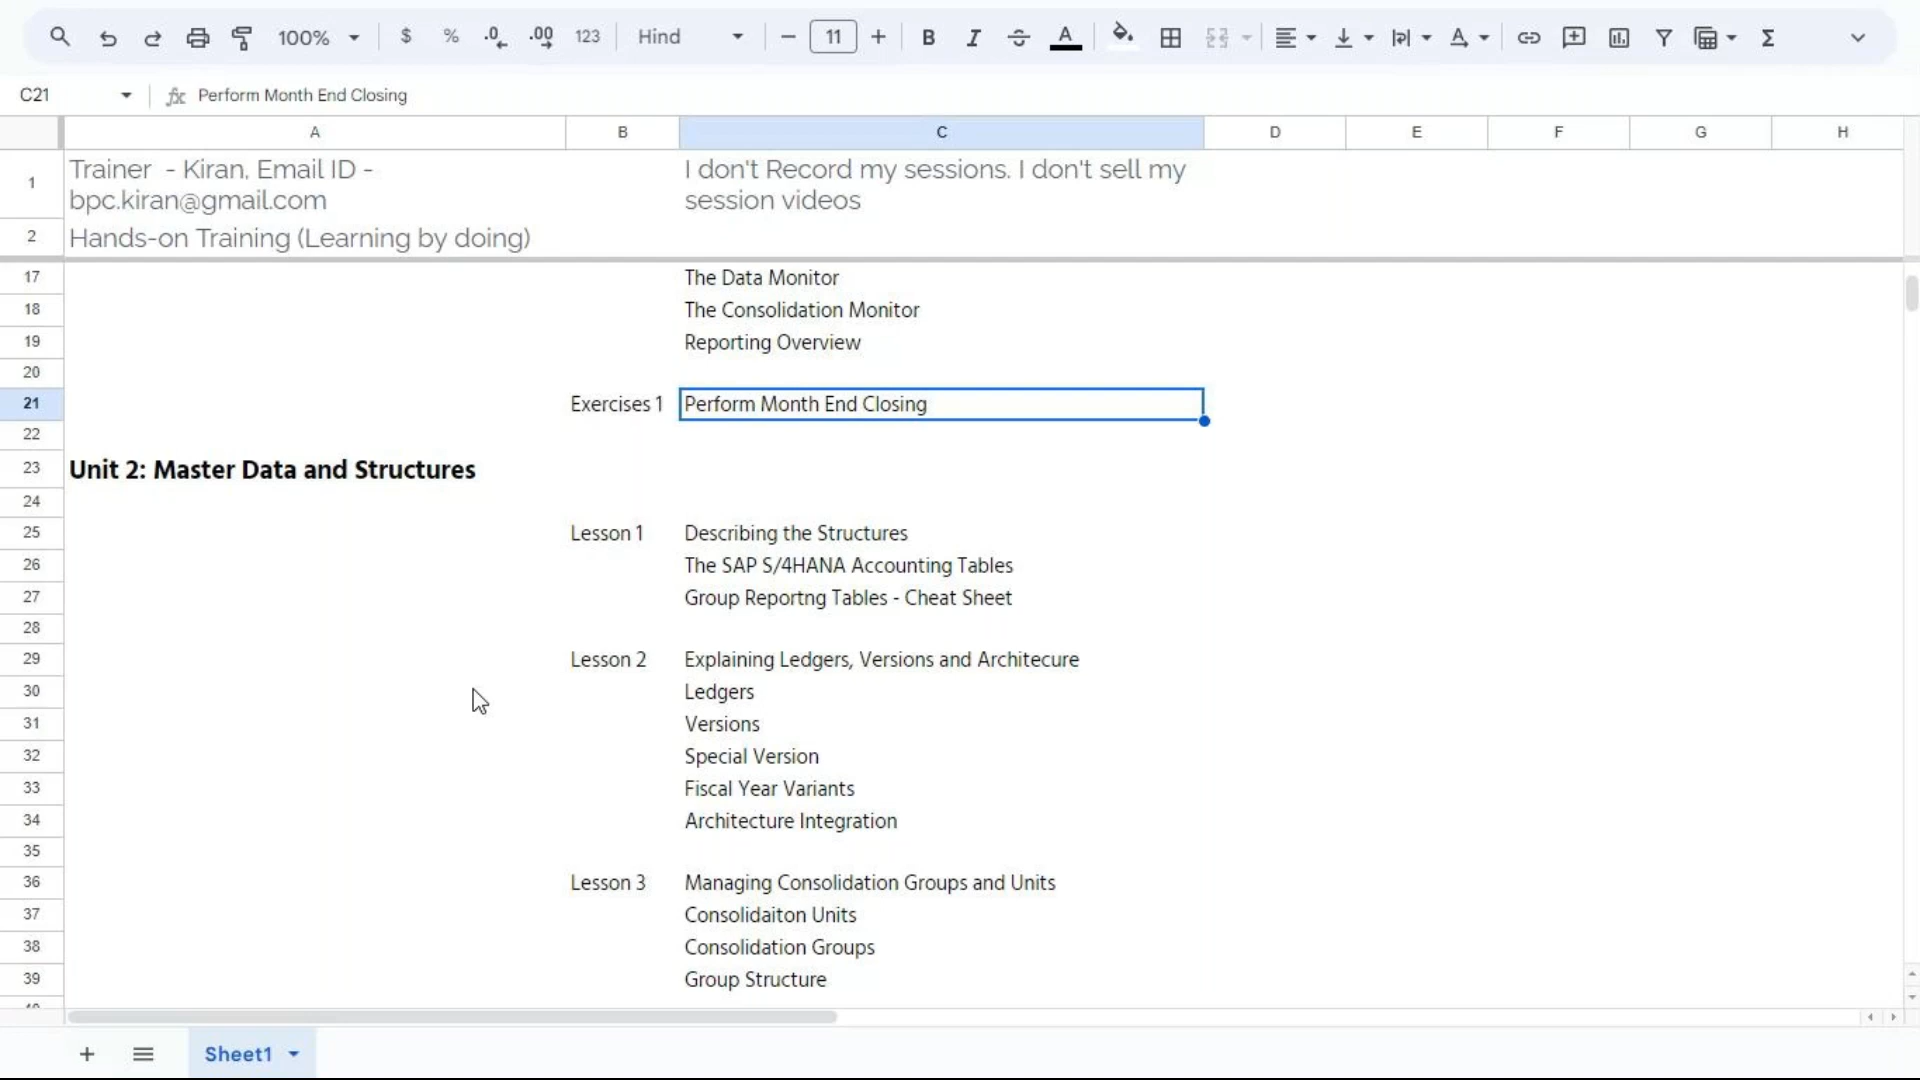 100%
$
%
.0
.00
123
Hind
11
B
I
A
Σ
C21
fx
Perform Month End Closing
A
B
C
D
E
F
G
H
1
Trainer - Kiran, Email ID -
bpc.kiran@gmail.com
I don't Record my sessions. I don't sell my
session videos
2
Hands-on Training (Learning by doing)
17
The Data Monitor
18
The Consolidation Monitor
19
Reporting Overview
20
21
Exercises 1
Perform Month End Closing
22
23
Unit 2: Master Data and Structures
24
25
Lesson 1
Describing the Structures
26
The SAP S/4HANA Accounting Tables
27
Group Reportng Tables - Cheat Sheet
28
29
Lesson 2
Explaining Ledgers, Versions and Architecure
30
Ledgers
31
Versions
32
Special Version
33
Fiscal Year Variants
34
Architecture Integration
35
36
Lesson 3
Managing Consolidation Groups and Units
37
Consolidaiton Units
38
Consolidation Groups
39
Group Structure
Sheet1